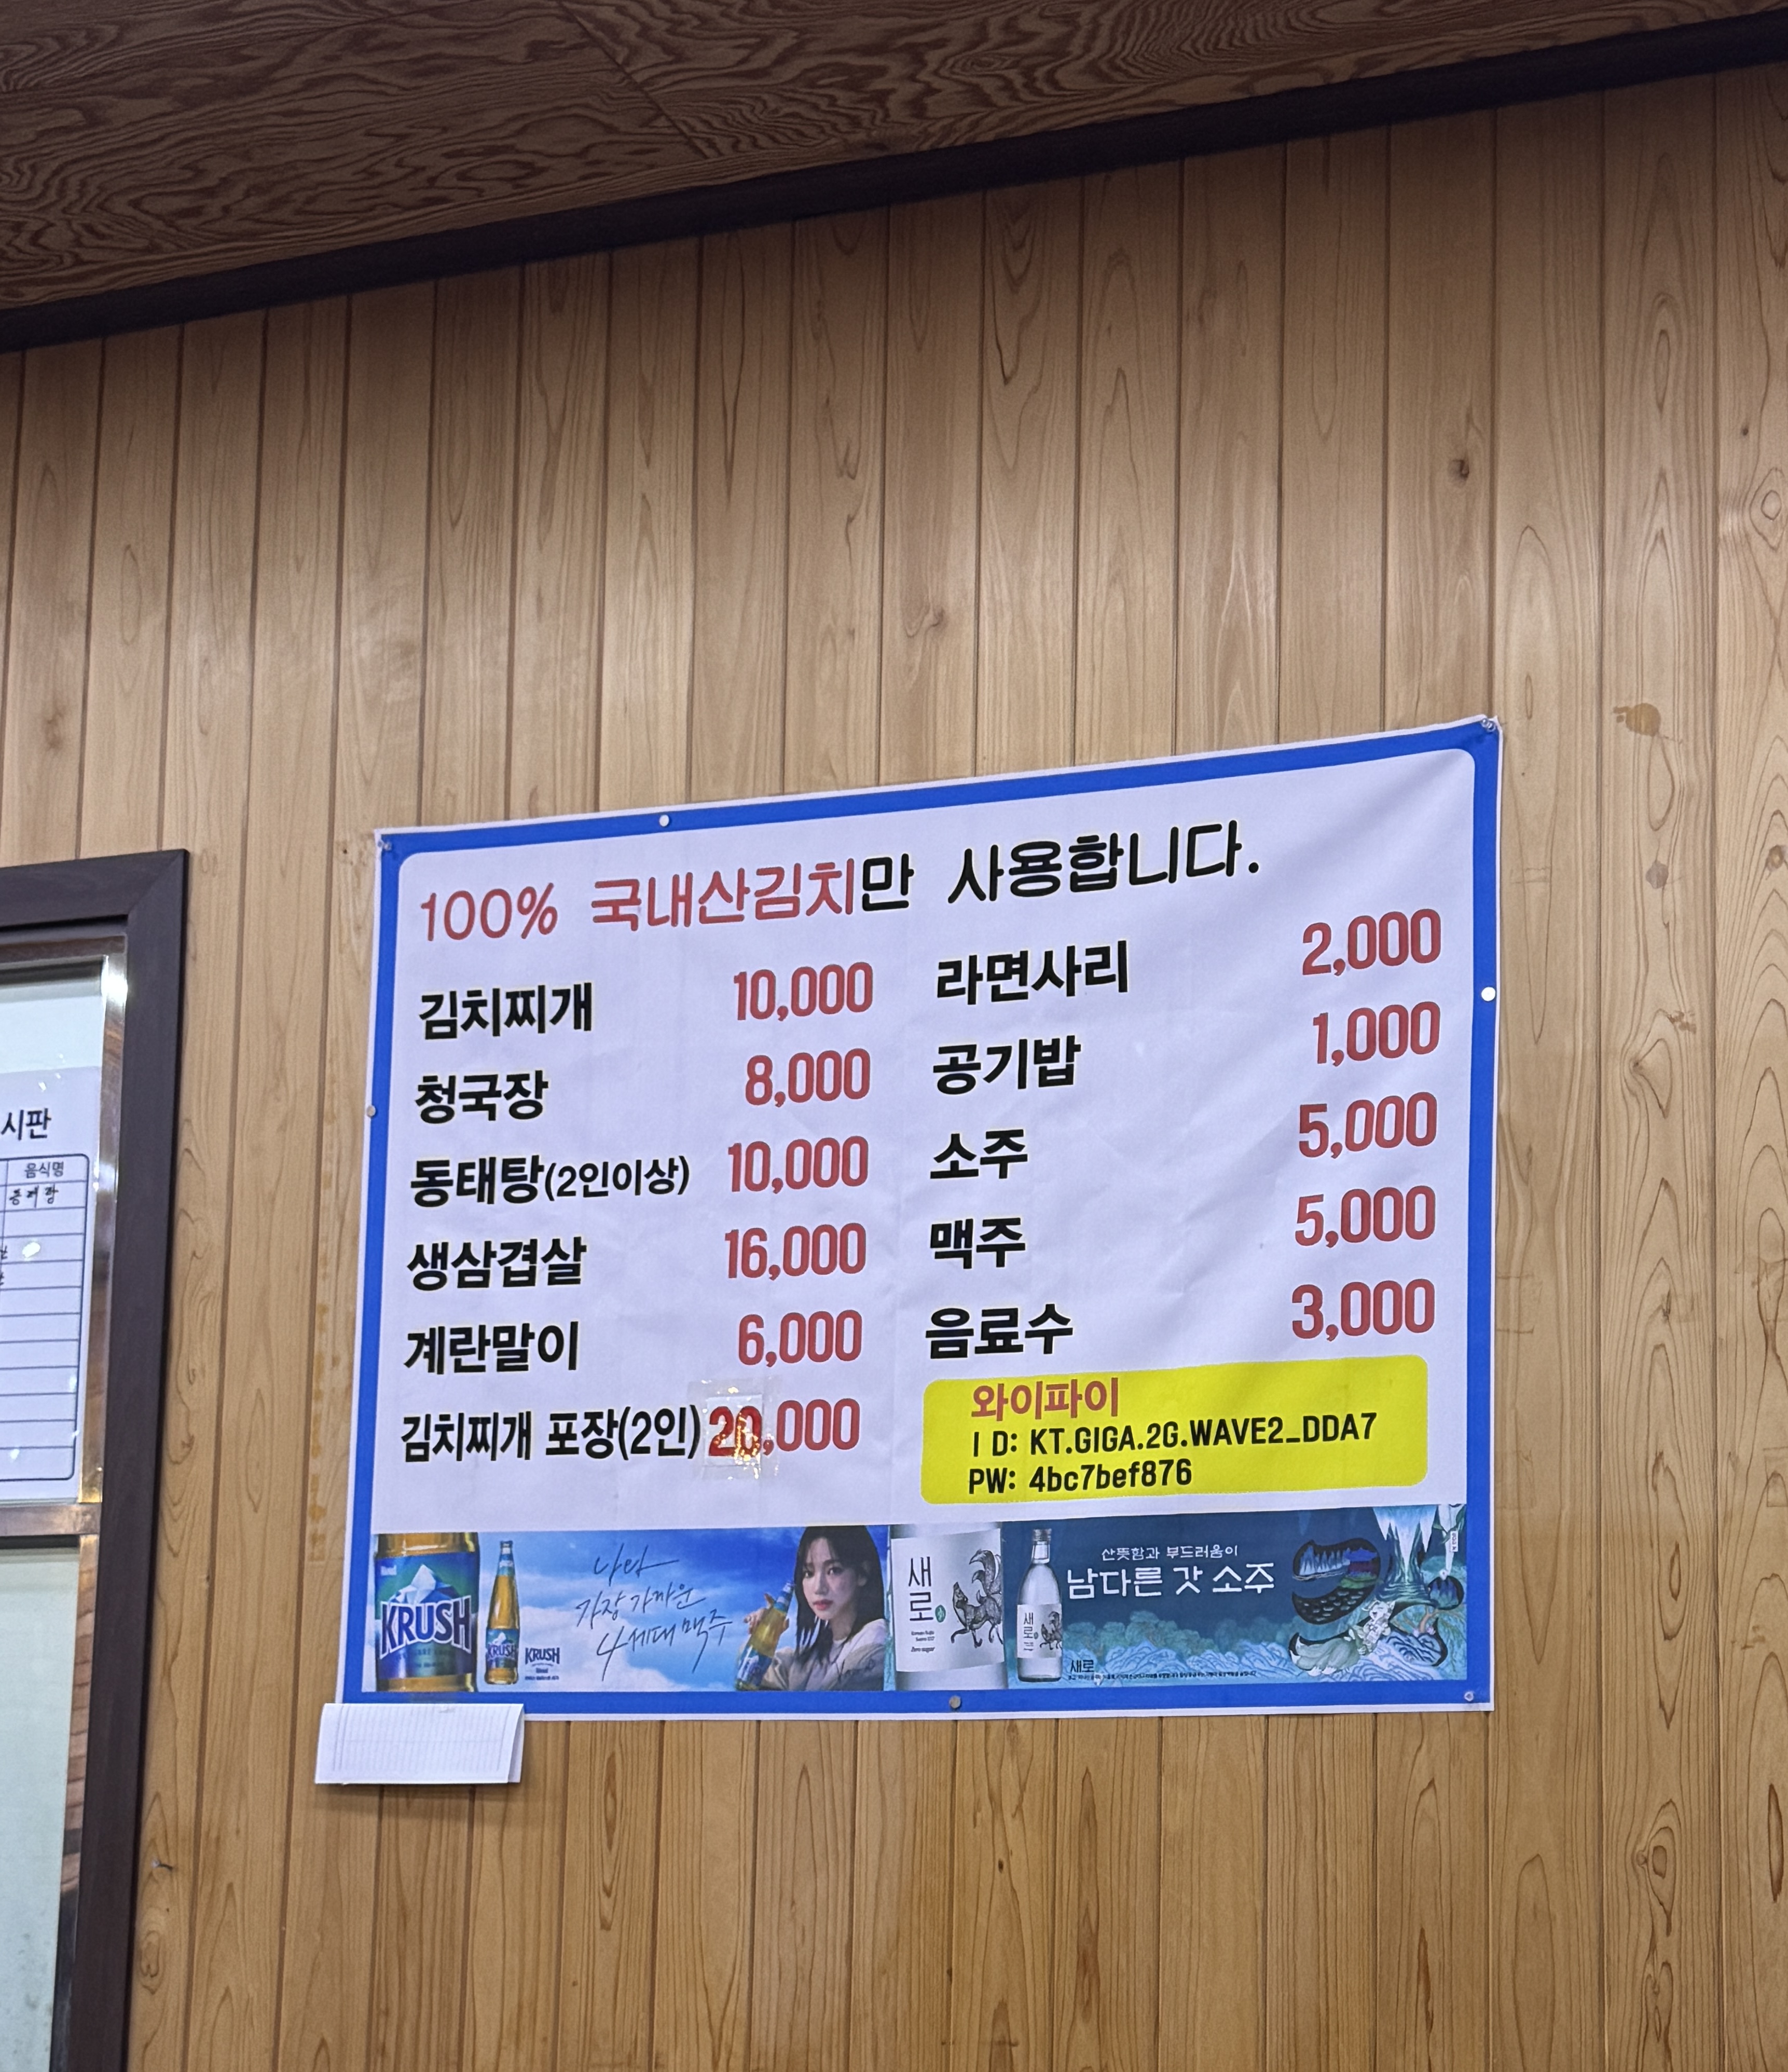 100% 국내산김치만 사용합니다.
김치찌개 10,000
청국장 8,000
동태탕(2인이상) 10,000
생삼겹살 16,000
계란말이 6,000
김치찌개 포장(2인) 20,000
라면사리 2,000
공기밥 1,000
소주 5,000
맥주 5,000
음료수 3,000
와이파이
I D: KT.GIGA.2G.WAVE2_DDA7
PW: 4bc7bef876
KRUSH
KRUSH
KRUSH
나와
가장 가까운
4세대 맥주
새로
Zero sugar
새로
산뜻함과 부드러움이
남다른 갓 소주
새로
시판
음식명